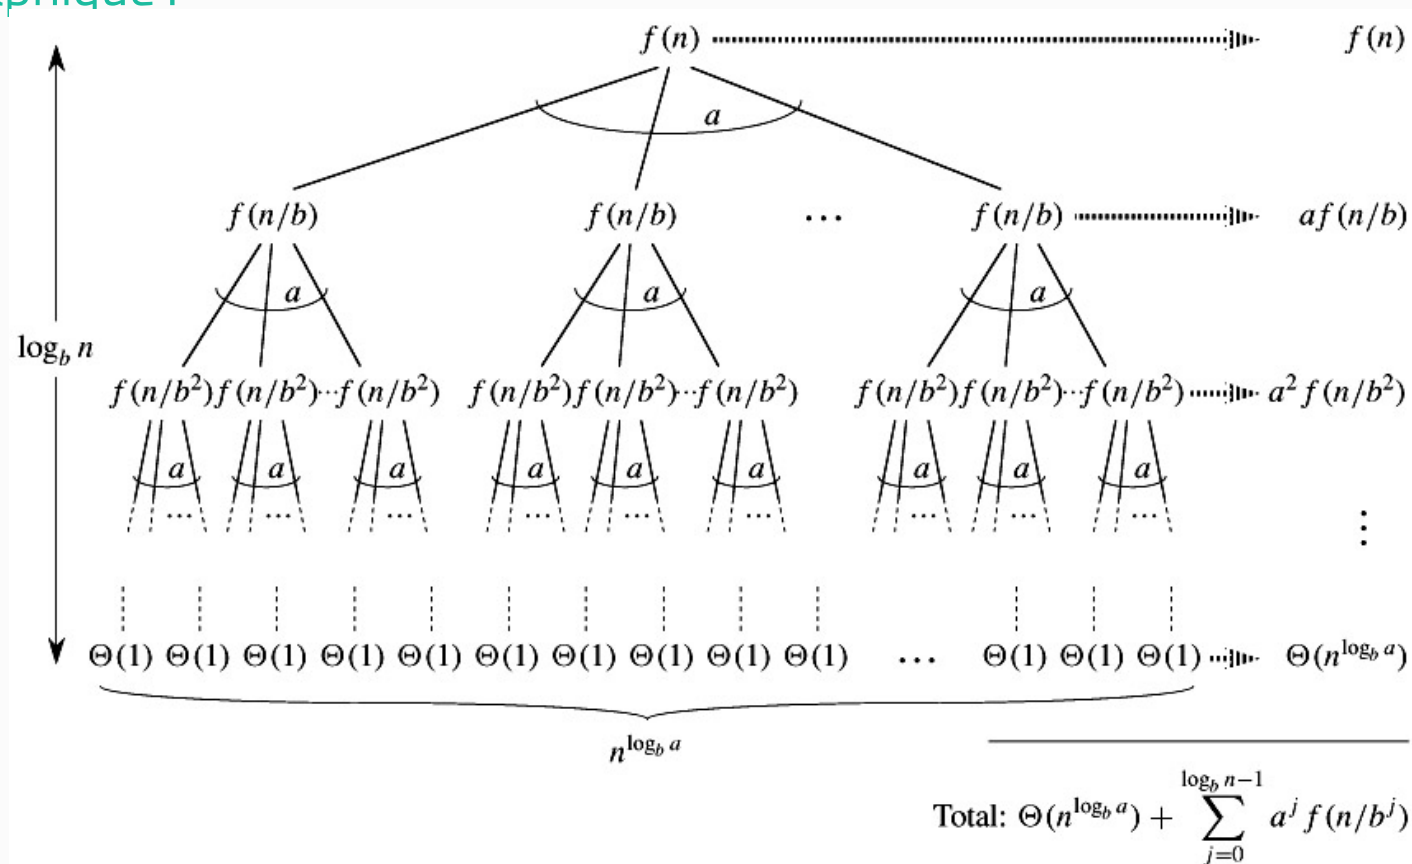 f(n) f(n)
a
f(n/b) f(n/b) ... f(n/b) af(n/b)
a a a
log_b n
f(n/b²) f(n/b²) ... f(n/b²) f(n/b²) f(n/b²) ... f(n/b²) f(n/b²) f(n/b²) ... f(n/b²) a² f(n/b²)
a a a a a a a a a
... ... ... ... ... ... ... ... ...
⋮
Θ(1) Θ(1) Θ(1) Θ(1) Θ(1) Θ(1) Θ(1) Θ(1) Θ(1) Θ(1) ... Θ(1) Θ(1) Θ(1) Θ(n^{log_b a})
n^{log_b a}
Total: Θ(n^{log_b a}) + ∑_{j=0}^{log_b n−1} a^j f(n/b^j)